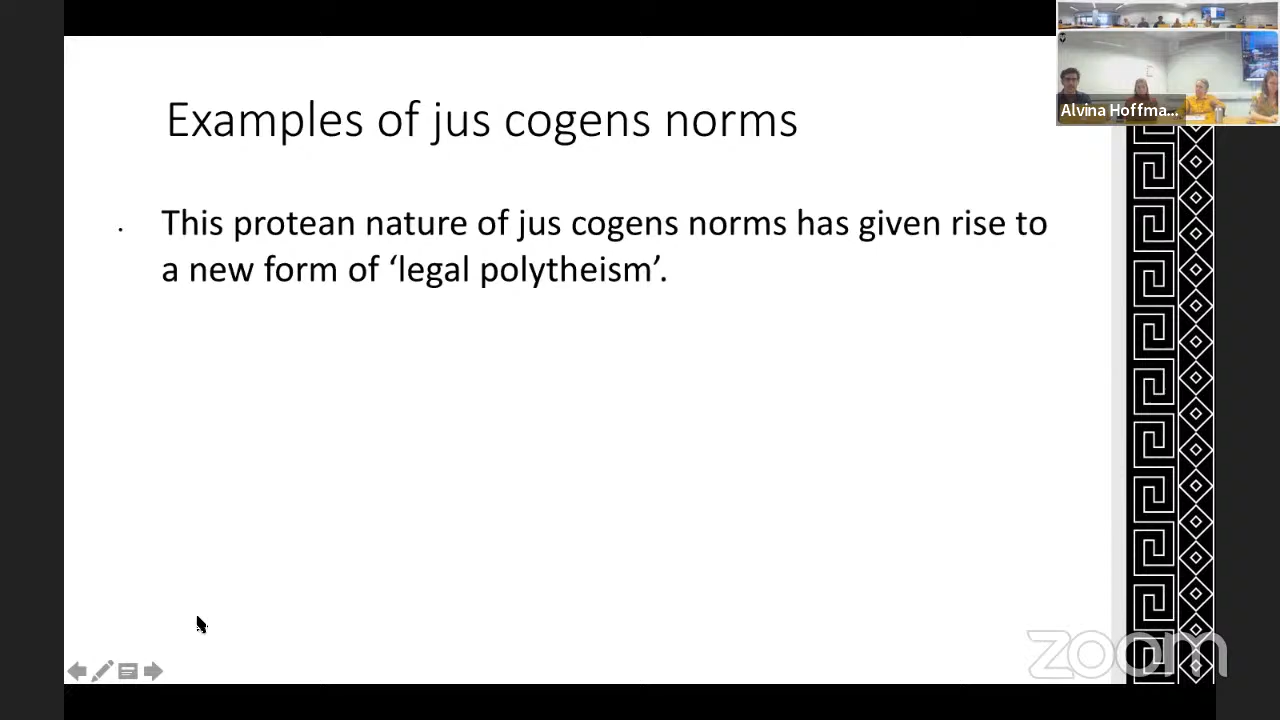 Examples of jus cogens norms
Alvina Hoffma...
. This protean nature of jus cogens norms has given rise to
a new form of ‘legal polytheism’.
zoom